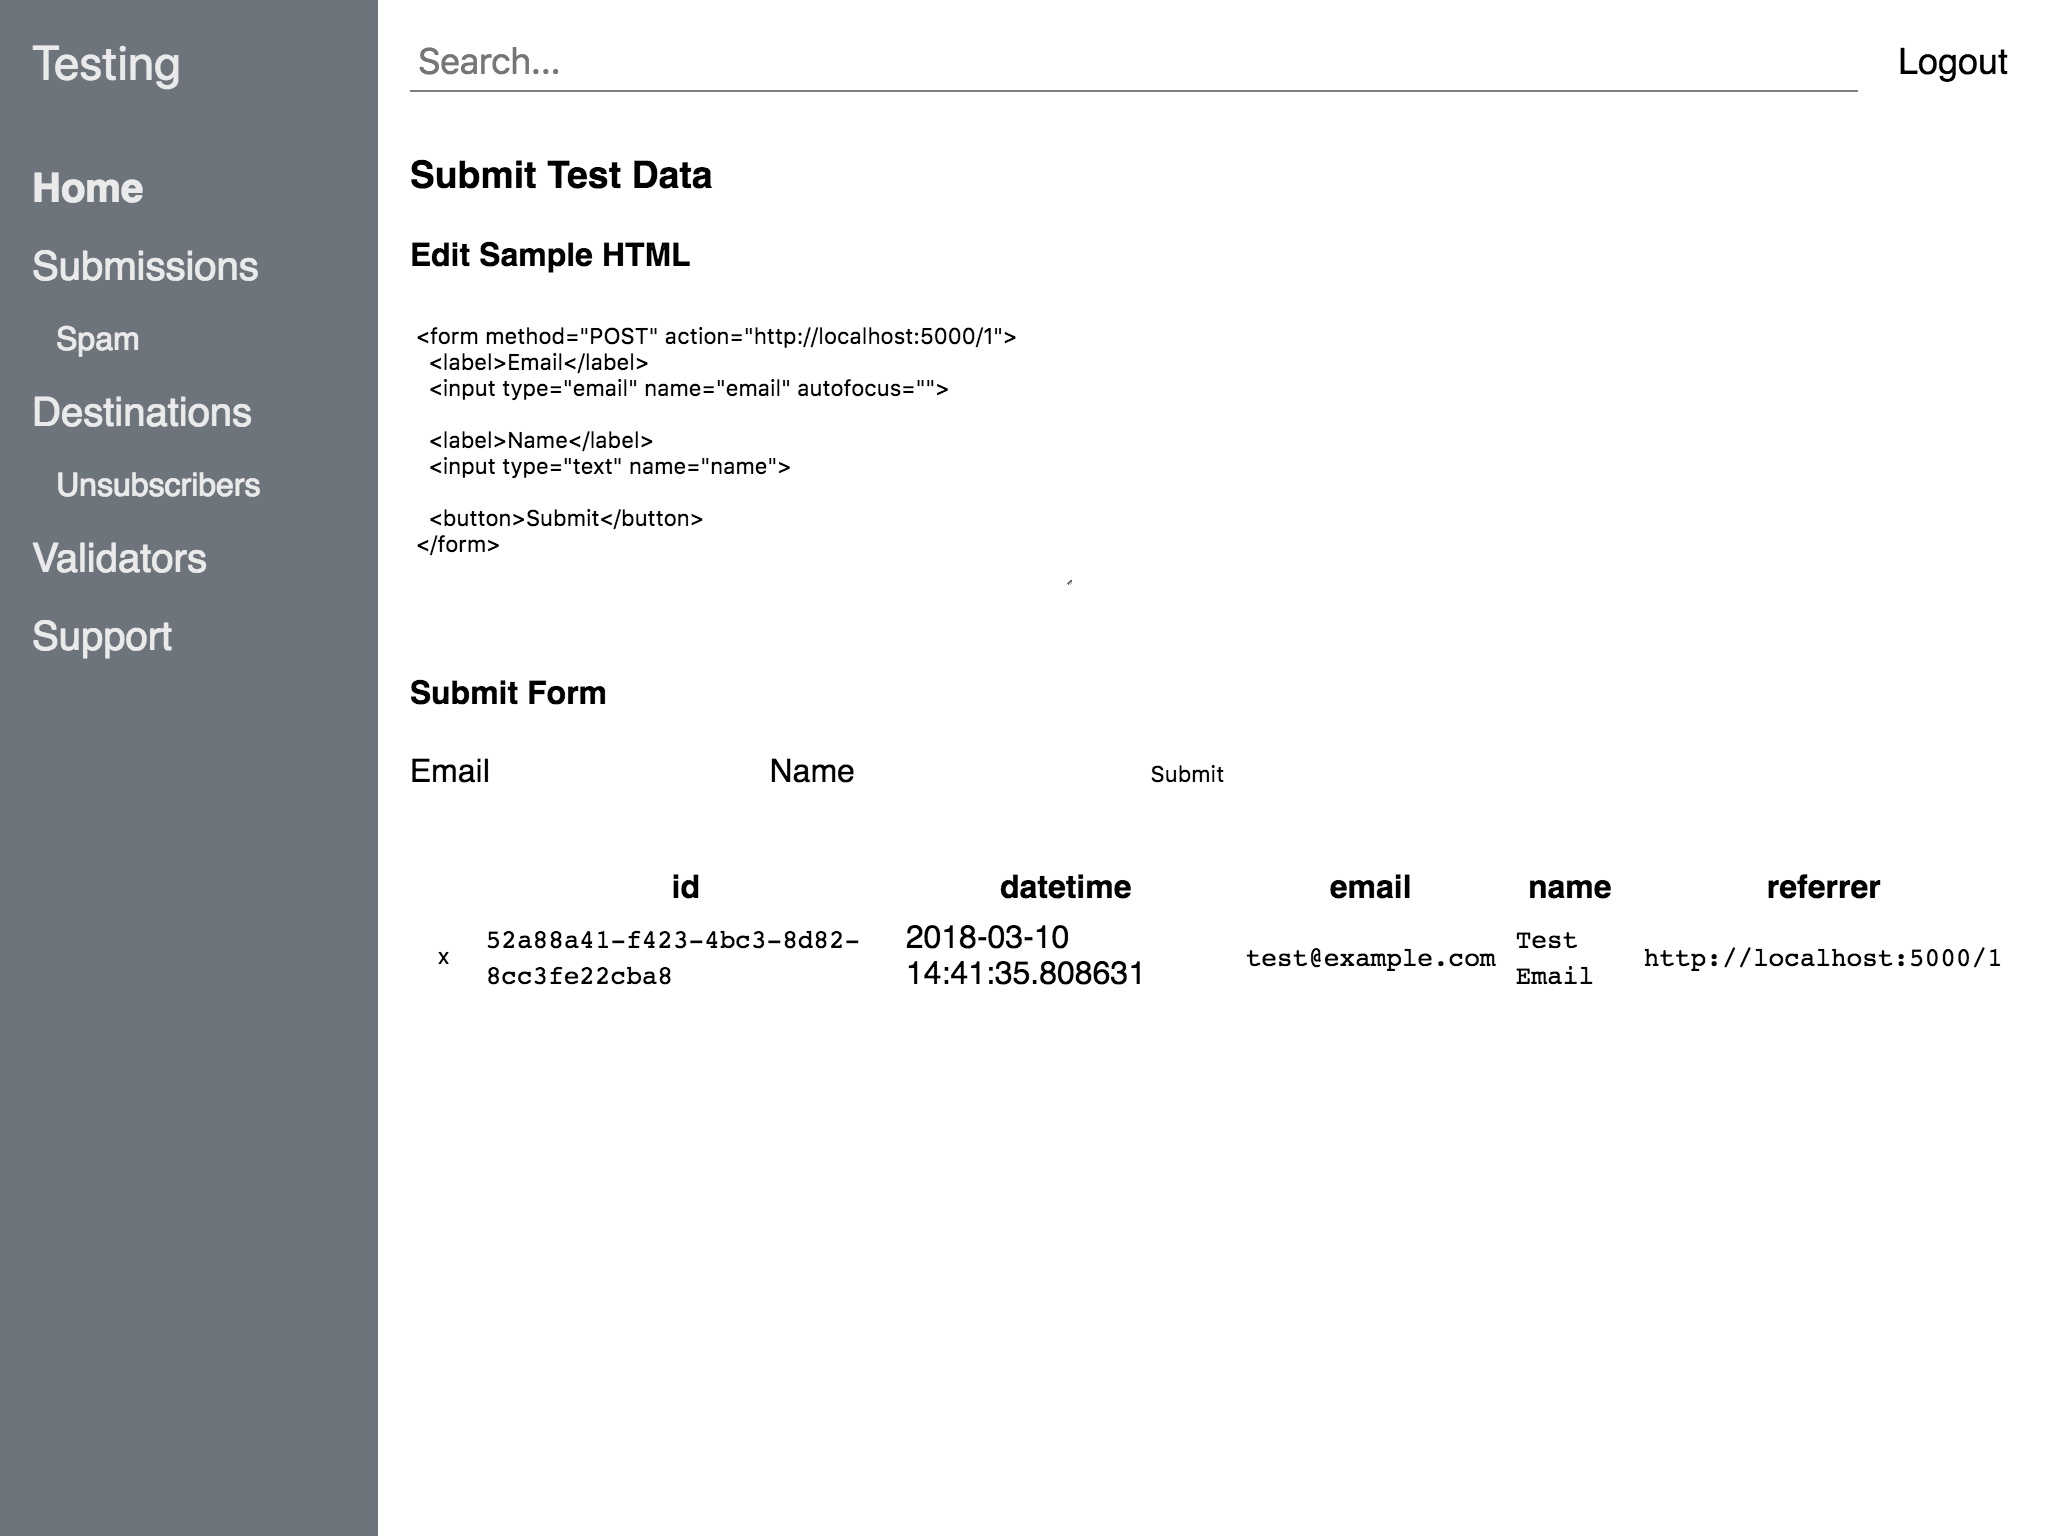 Testing
Home
Submissions
Spam
Destinations
Unsubscribers
Validators
Support
Search...
Logout
Submit Test Data
Edit Sample HTML
<form method="POST" action="http://localhost:5000/1">
  <label>Email</label>
  <input type="email" name="email" autofocus="">
  <label>Name</label>
  <input type="text" name="name">
  <button>Submit</button>
</form>
Submit Form
Email Name Submit
id datetime email name referrer
x 52a88a41-f423-4bc3-8d82- 2018-03-10 test@example.com Test http://localhost:5000/1
8cc3fe22cba8 14:41:35.808631 Email